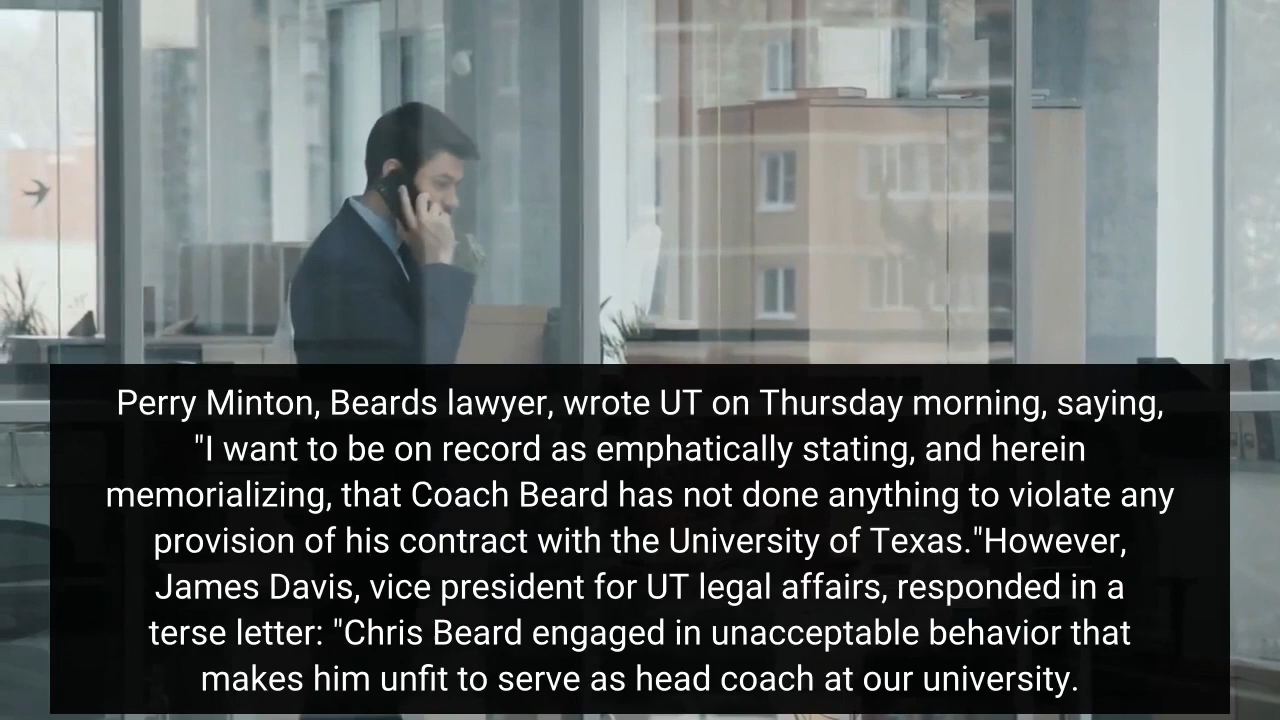 Perry Minton, Beards lawyer, wrote UT on Thursday morning, saying,
"I want to be on record as emphatically stating, and herein
memorializing, that Coach Beard has not done anything to violate any
provision of his contract with the University of Texas."However,
James Davis, vice president for UT legal affairs, responded in a
terse letter: "Chris Beard engaged in unacceptable behavior that
makes him unfit to serve as head coach at our university.